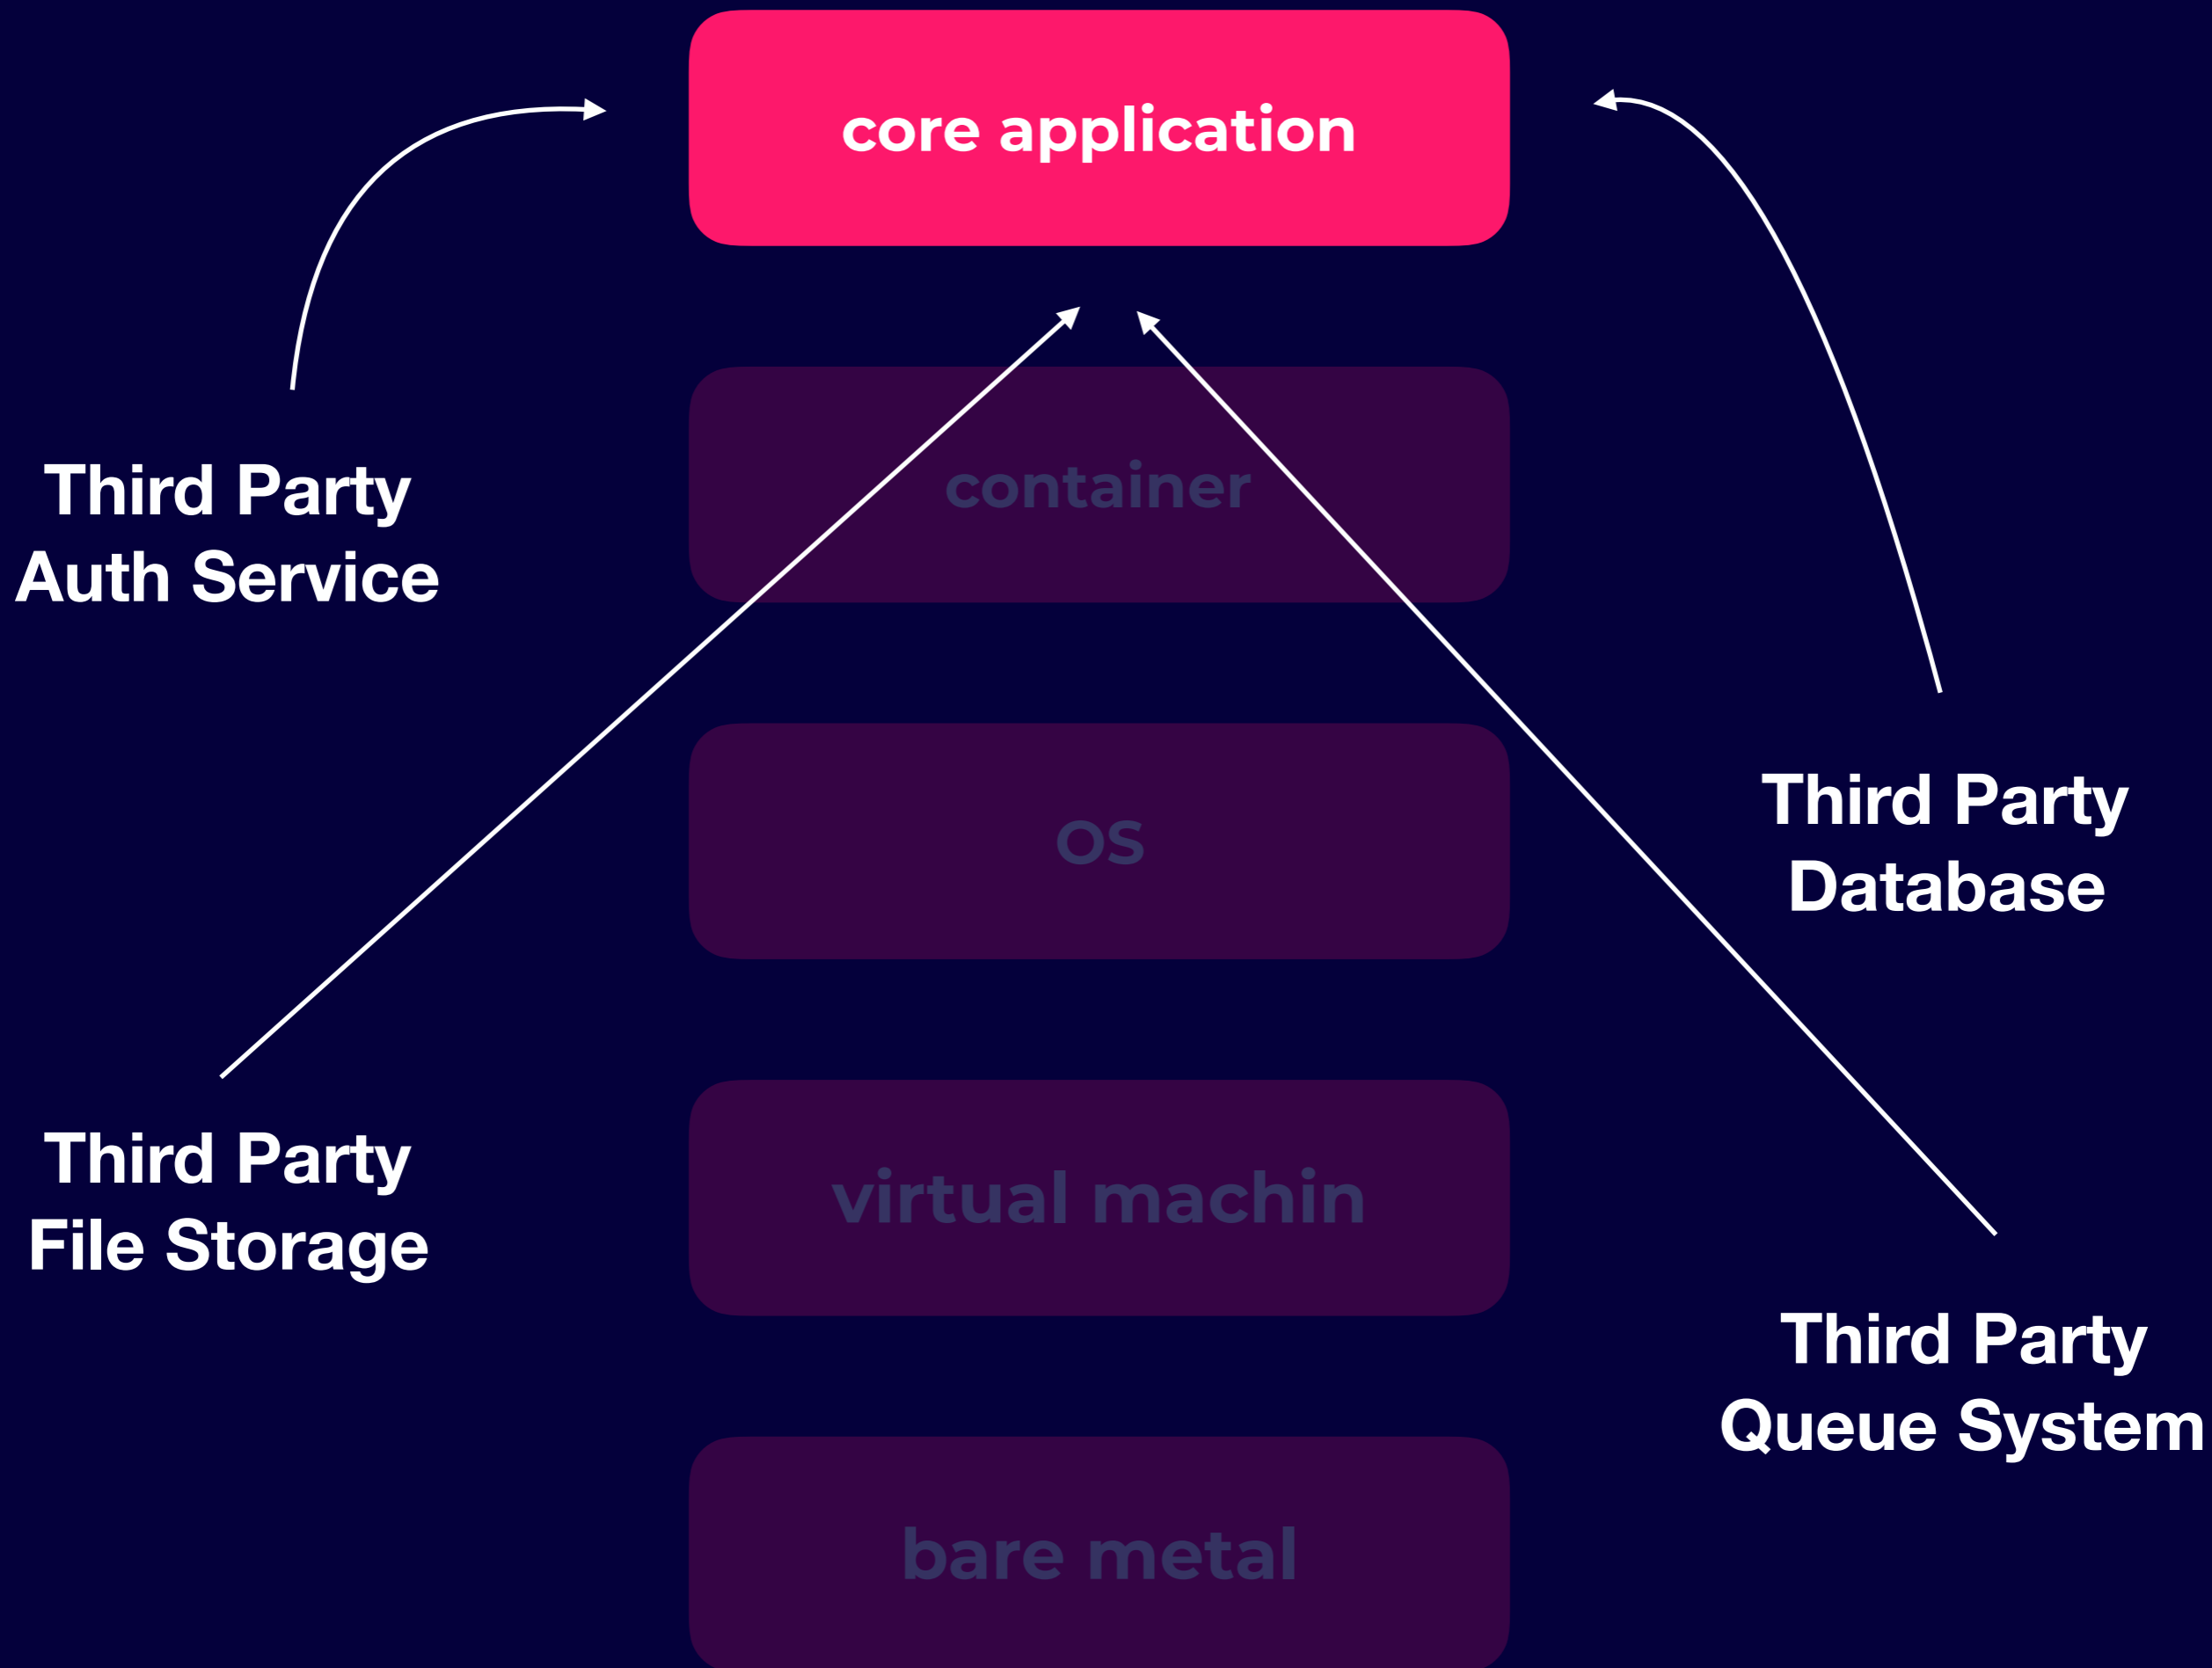 core application
container
Third Party
Auth Service
OS
Third Party
Database
virtual machin
Third Party
File Storage
Third Party
Queue System
bare metal